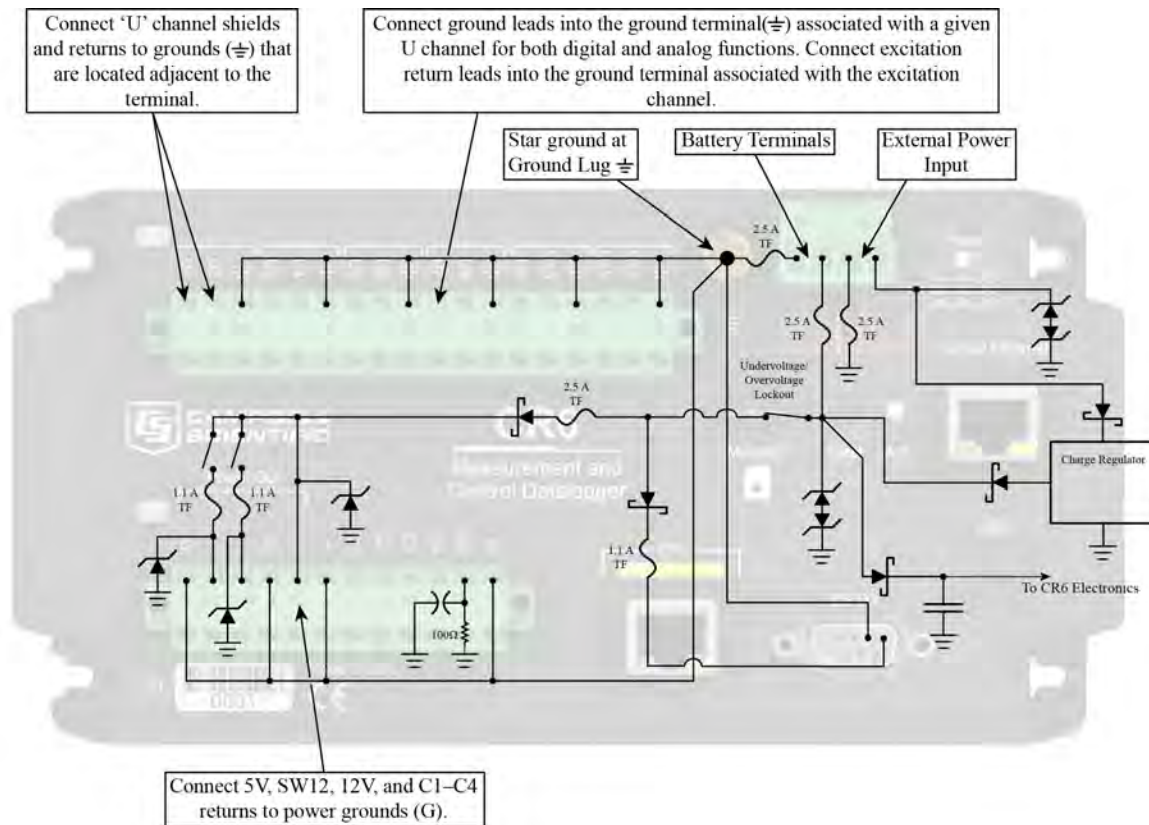 Connect ‘U’ channel shields
and returns to grounds (⏚) that
are located adjacent to the
terminal.
Connect ground leads into the ground terminal(⏚) associated with a given
U channel for both digital and analog functions. Connect excitation
return leads into the ground terminal associated with the excitation
channel.
Star ground at
Ground Lug ⏚
Battery Terminals
External Power
Input
2.5 A
TF
2.5 A
TF
2.5 A
TF
Undervoltage/
Overvoltage
Lockout
2.5 A
TF
CR6
Measurement and
Control Datalogger
Charge Regulator
1.1 A
TF
1.1 A
TF
1.1 A
TF
To CR6 Electronics
100Ω
Connect 5V, SW12, 12V, and C1–C4
returns to power grounds (G).